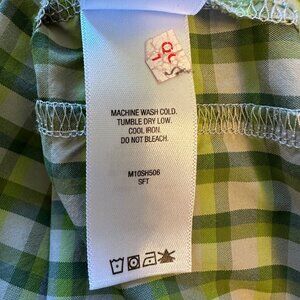 MACHINE WASH COLD.
TUMBLE DRY LOW.
COOL IRON.
DO NOT BLEACH.
M10SH506
SFT